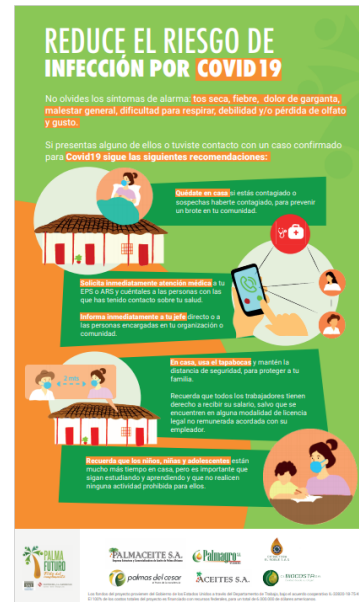 REDUCE EL RIESGO DE
INFECCIÓN POR COVID19
No olvides los síntomas de alarma: tos seca, fiebre, dolor de garganta,
malestar general, dificultad para respirar, debilidad y/o pérdida de olfato
y gusto.
Si presentas alguno de ellos o tuviste contacto con un caso confirmado
para Covid19 sigue las siguientes recomendaciones:
Quédate en casa si estás contagiado o
sospechas haberte contagiado, para prevenir
un brote en tu comunidad.
Solicita inmediatamente atención médica a tu
EPS o ARS y cuéntales a las personas con las
que has tenido contacto sobre tu salud.
Informa inmediatamente a tu jefe directo o a
las personas encargadas en tu organización o
comunidad.
2 mts
En casa, usa el tapabocas y mantén la
distancia de seguridad, para proteger a tu
familia.
Recuerda que todos los trabajadores tienen
derecho a recibir su salario, salvo que se
encuentren en alguna modalidad de licencia
legal no remunerada acordada con su
empleador.
Recuerda que los niños, niñas y adolescentes están
mucho más tiempo en casa, pero es importante que
sigan estudiando y aprendiendo y que no realicen
ninguna actividad prohibida para ellos.
PALMA
FUTURO
PALMACEITE S.A.
Palmagro S.A.
palmas del cesar
ACEITES S.A.